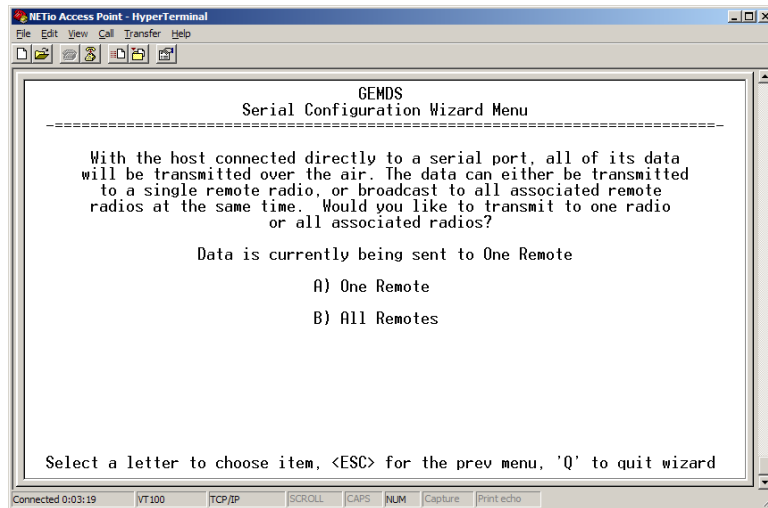 NETio Access Point - HyperTerminal
File Edit View Call Transfer Help
GEMDS
Serial Configuration Wizard Menu
-==========================================================================-
With the host connected directly to a serial port, all of its data
will be transmitted over the air. The data can either be transmitted
to a single remote radio, or broadcast to all associated remote
radios at the same time.  Would you like to transmit to one radio
or all associated radios?
Data is currently being sent to One Remote
A) One Remote
B) All Remotes
Select a letter to choose item, <ESC> for the prev menu, 'Q' to quit wizard
Connected 0:03:19 VT100 TCP/IP SCROLL CAPS NUM Capture Print echo